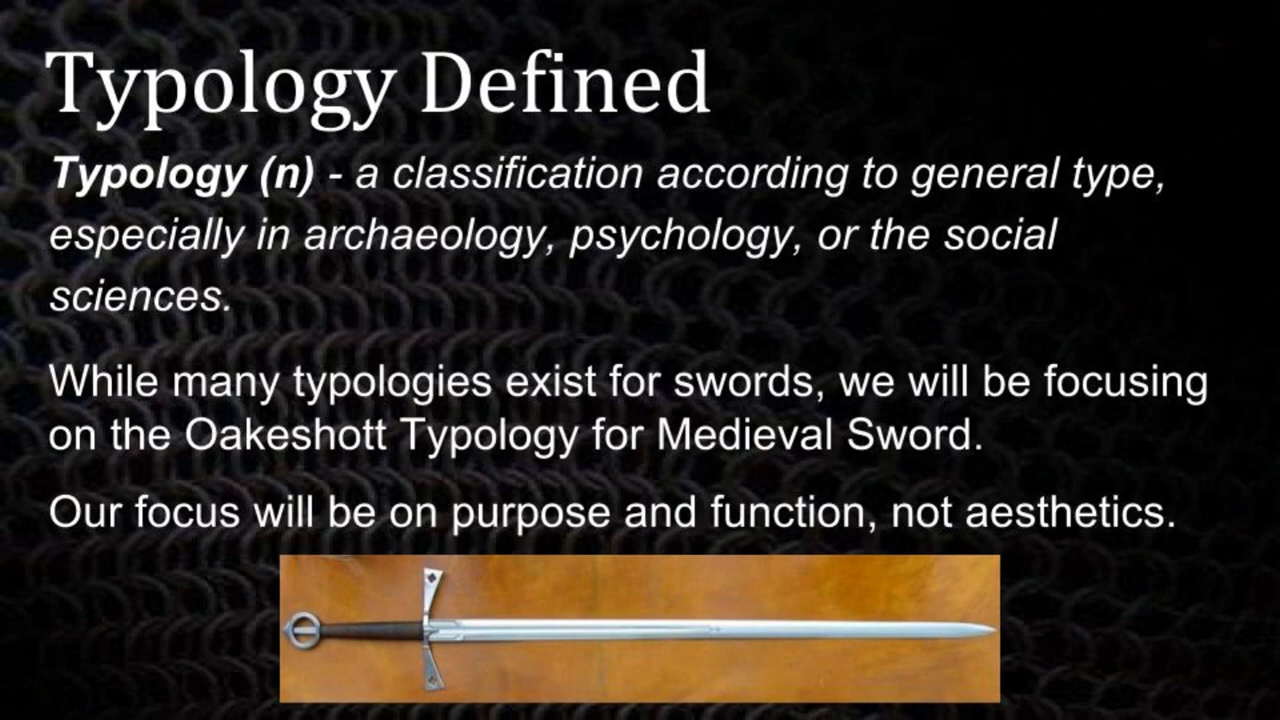 Typology Defined
Typology (n) - a classification according to general type,
especially in archaeology, psychology, or the social
sciences.
While many typologies exist for swords, we will be focusing
on the Oakeshott Typology for Medieval Sword.
Our focus will be on purpose and function, not aesthetics.